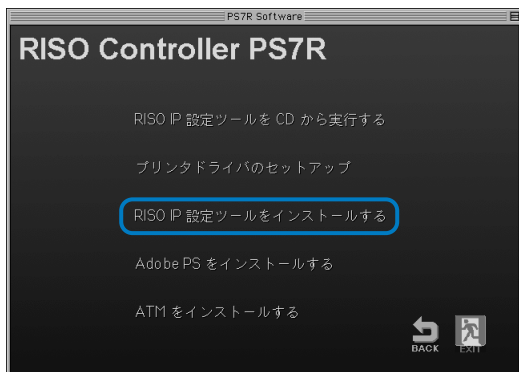 PS7R Software
RISO Controller PS7R
RISO IP 設定ツールを CD から実行する
プリンタドライバのセットアップ
RISO IP 設定ツールをインストールする
Adobe PS をインストールする
ATM をインストールする
BACK
EXIT